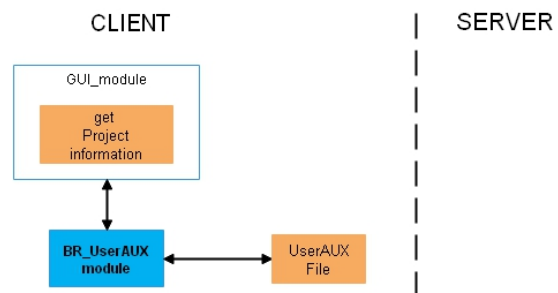 CLIENT
SERVER
GUI_module
get
Project
information
BR_UserAUX
module
UserAUX
File